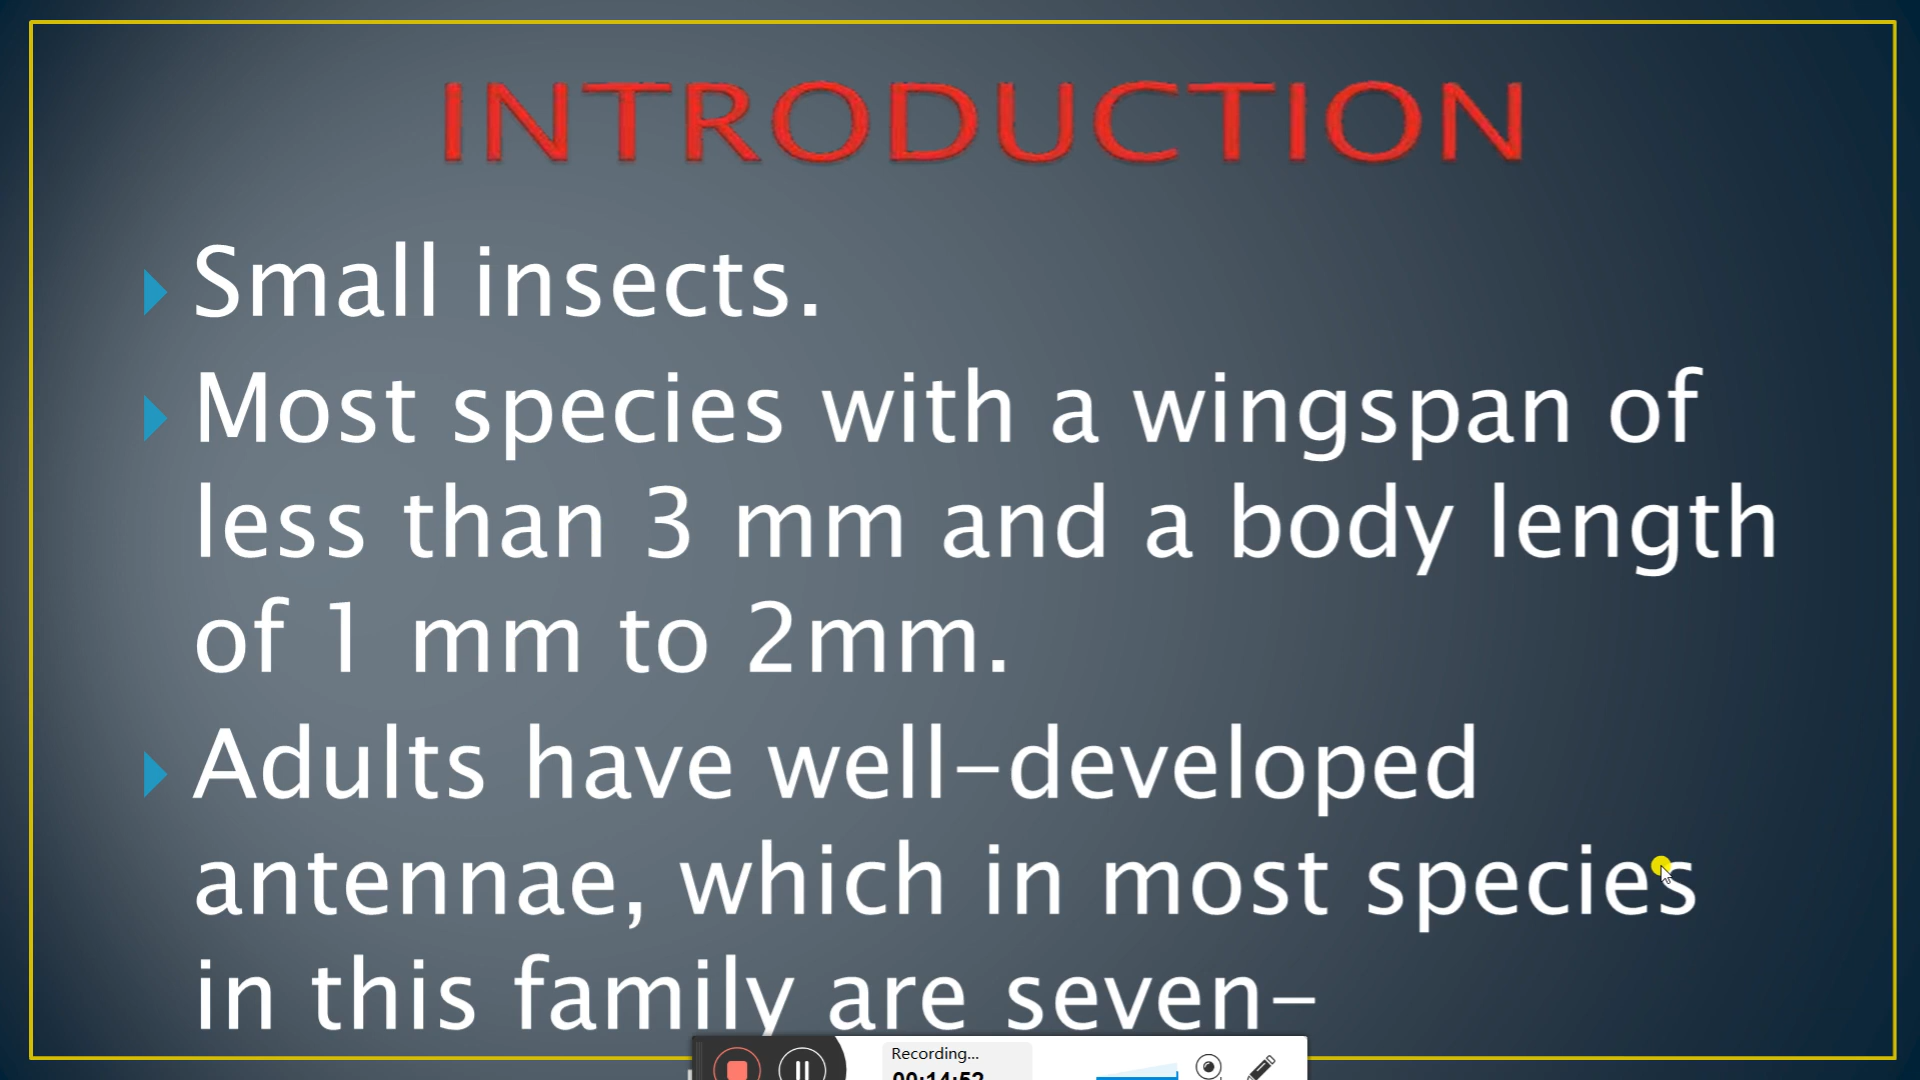 INTRODUCTION
Small insects.
Most species with a wingspan of
less than 3 mm and a body length
of 1 mm to 2mm.
Adults have well-developed
antennae, which in most species
in this family are seven-
Recording...
00:14:52